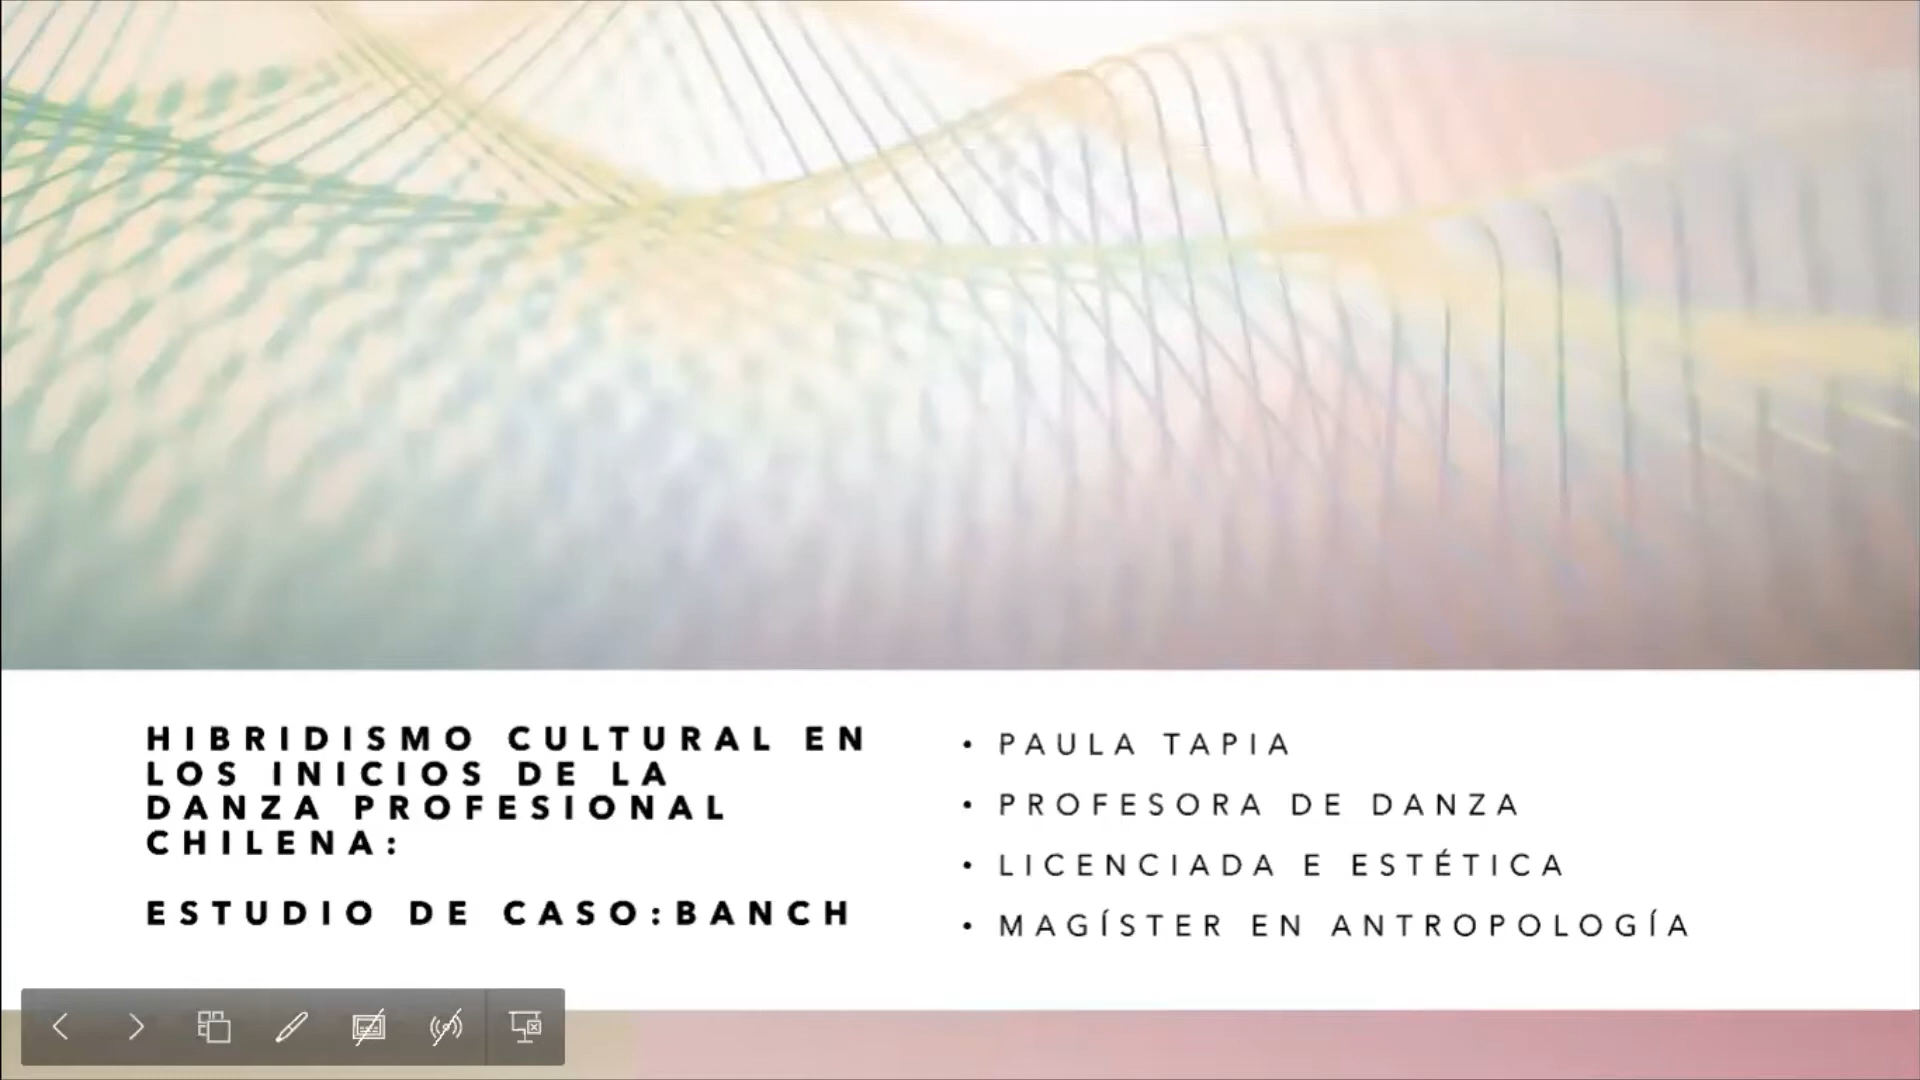 HIBRIDISMO CULTURAL EN
LOS INICIOS DE LA
DANZA PROFESIONAL
CHILENA:
ESTUDIO DE CASO:BANCH
• PAULA TAPIA
• PROFESORA DE DANZA
• LICENCIADA E ESTÉTICA
• MAGÍSTER EN ANTROPOLOGÍA